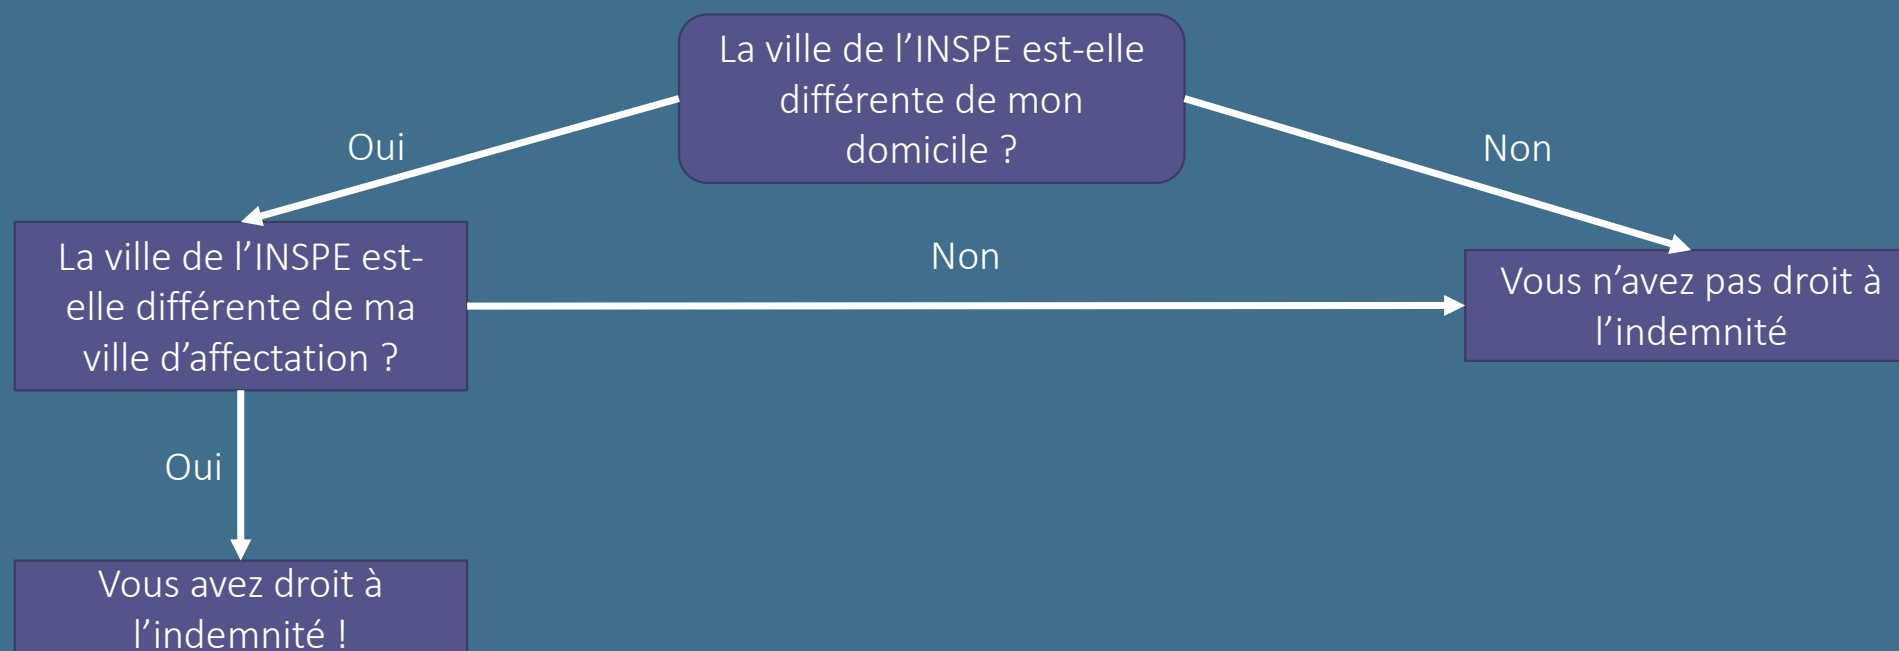 La ville de l’INSPE est-elle
différente de mon
domicile ?
Oui
Non
La ville de l’INSPE est-
elle différente de ma
ville d’affectation ?
Non
Vous n’avez pas droit à
l’indemnité
Oui
Vous avez droit à
l’indemnité !